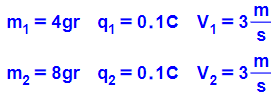 m₁ = 4gr q₁ = 0.1C V₁ = 3 m/s
m₂ = 8gr q₂ = 0.1C V₂ = 3 m/s